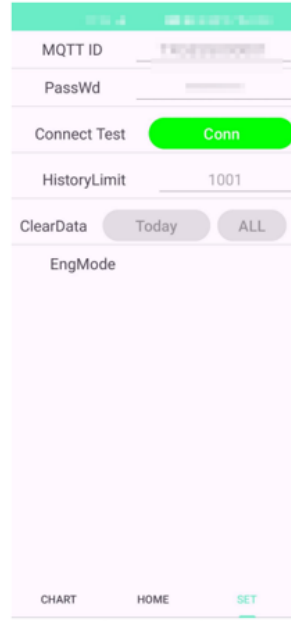 MQTT ID
PassWd
Connect Test Conn
HistoryLimit 1001
ClearData Today ALL
EngMode
CHART HOME SET